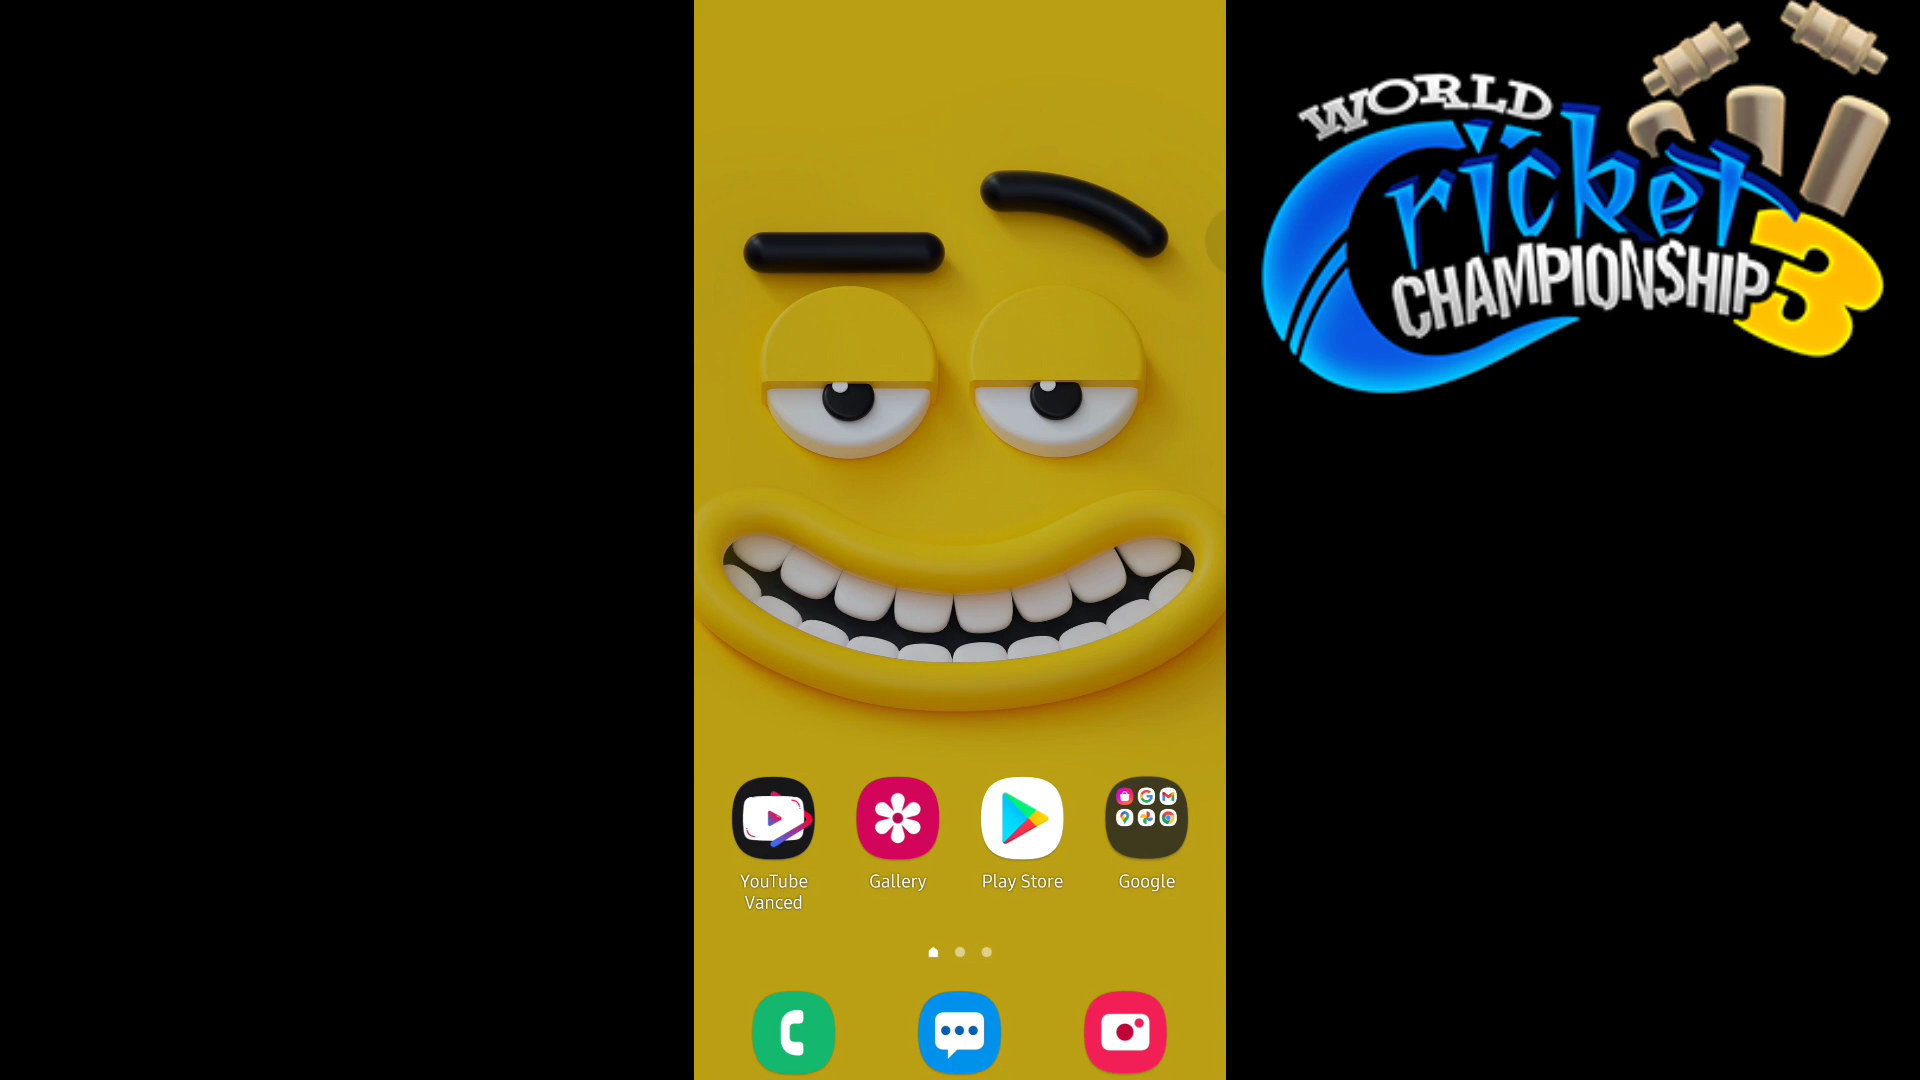 WORLD
Cricket
CHAMPIONSHIP 3
YouTube
Vanced
Gallery
Play Store
Google